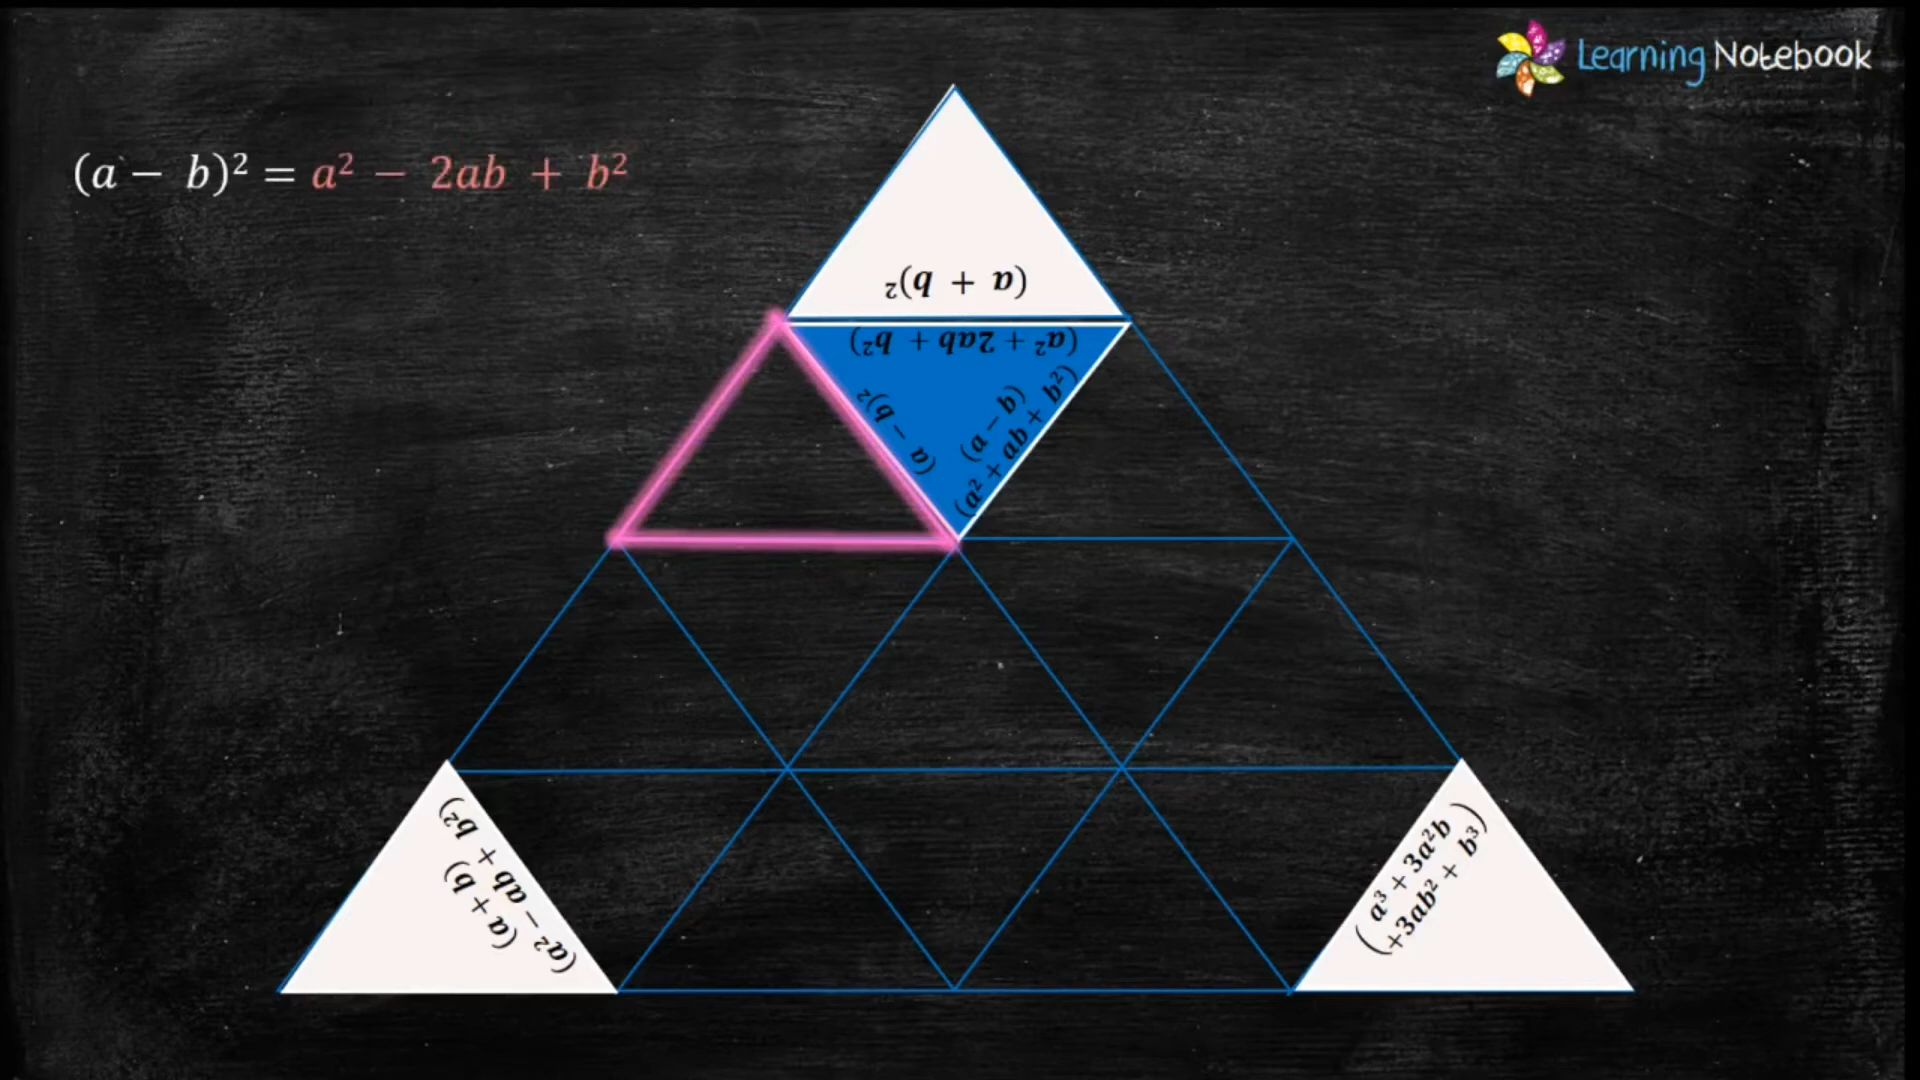 Learning Notebook
(a − b)² = a² − 2ab + b²
(a + b)²
(a² + 2ab + b²)
(a − b)²
(a − b)
(a² + ab + b²)
(a + b)
(a² − ab + b²)
(a³ + 3a²b
+3ab² + b³)